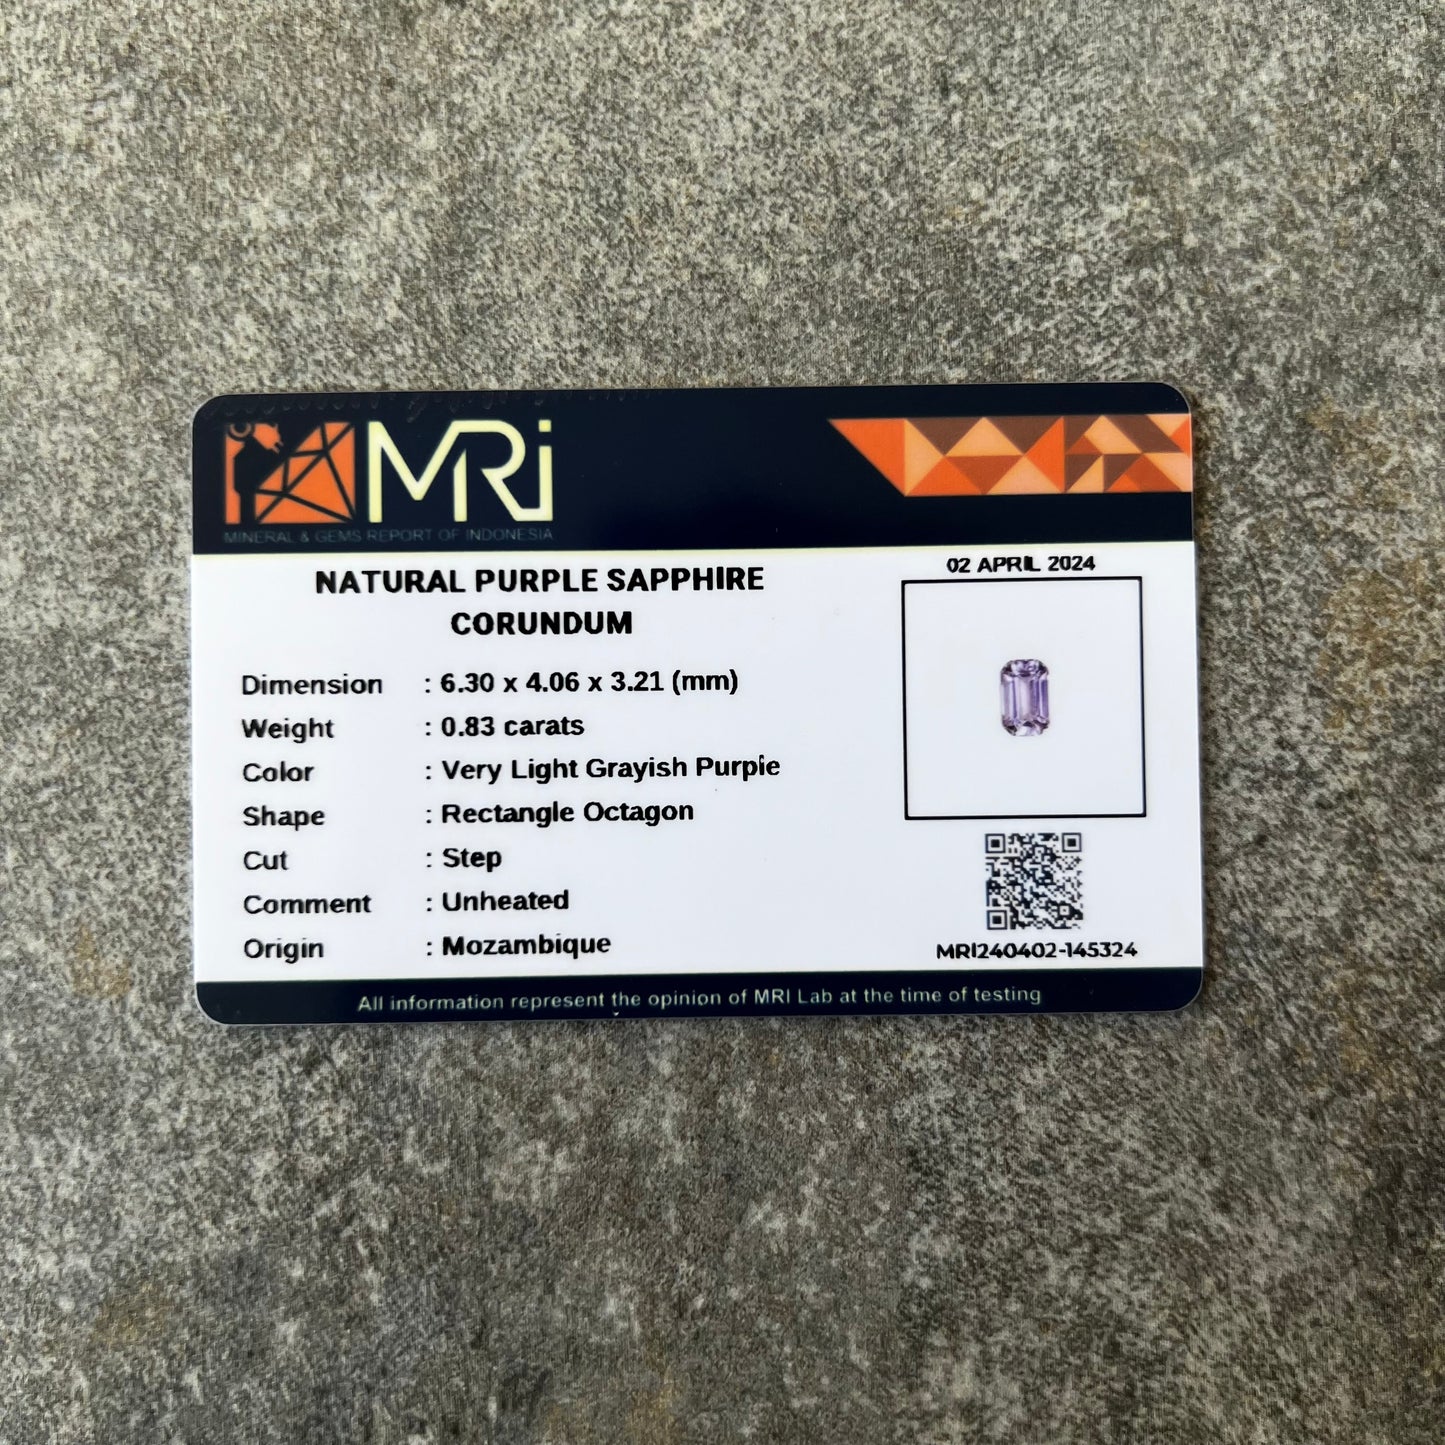 MRI
MINERAL & GEMS REPORT OF INDONESIA
NATURAL PURPLE SAPPHIRE
CORUNDUM
Dimension : 6.30 x 4.06 x 3.21 (mm)
Weight : 0.83 carats
Color : Very Light Grayish Purple
Shape : Rectangle Octagon
Cut : Step
Comment : Unheated
Origin : Mozambique
02 APRIL 2024
MRI240402-145324
All information represent the opinion of MRI Lab at the time of testing